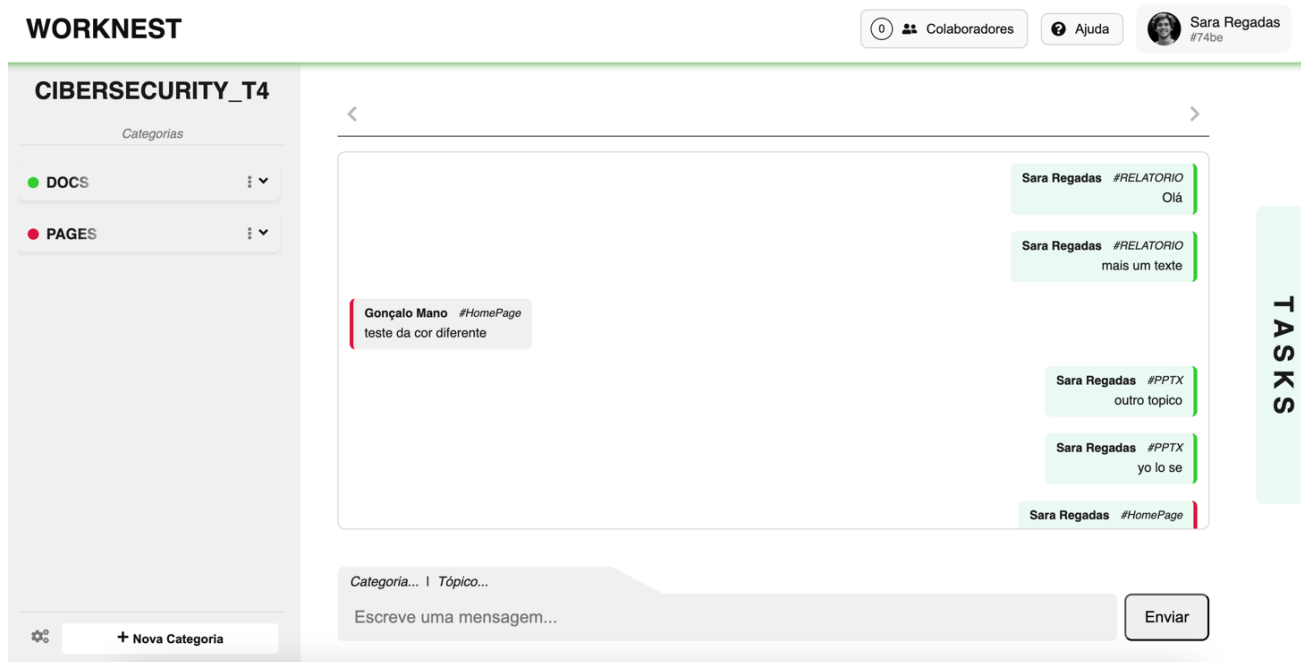 WORKNEST
0 Colaboradores
Ajuda
Sara Regadas
#74be
CIBERSECURITY_T4
Categorias
DOCS
PAGES
Sara Regadas #RELATORIO
Olá
Sara Regadas #RELATORIO
mais um texte
Gonçalo Mano #HomePage
teste da cor diferente
Sara Regadas #PPTX
outro topico
Sara Regadas #PPTX
yo lo se
Sara Regadas #HomePage
TASKS
Categoria... | Tópico...
Escreve uma mensagem...
Enviar
+ Nova Categoria